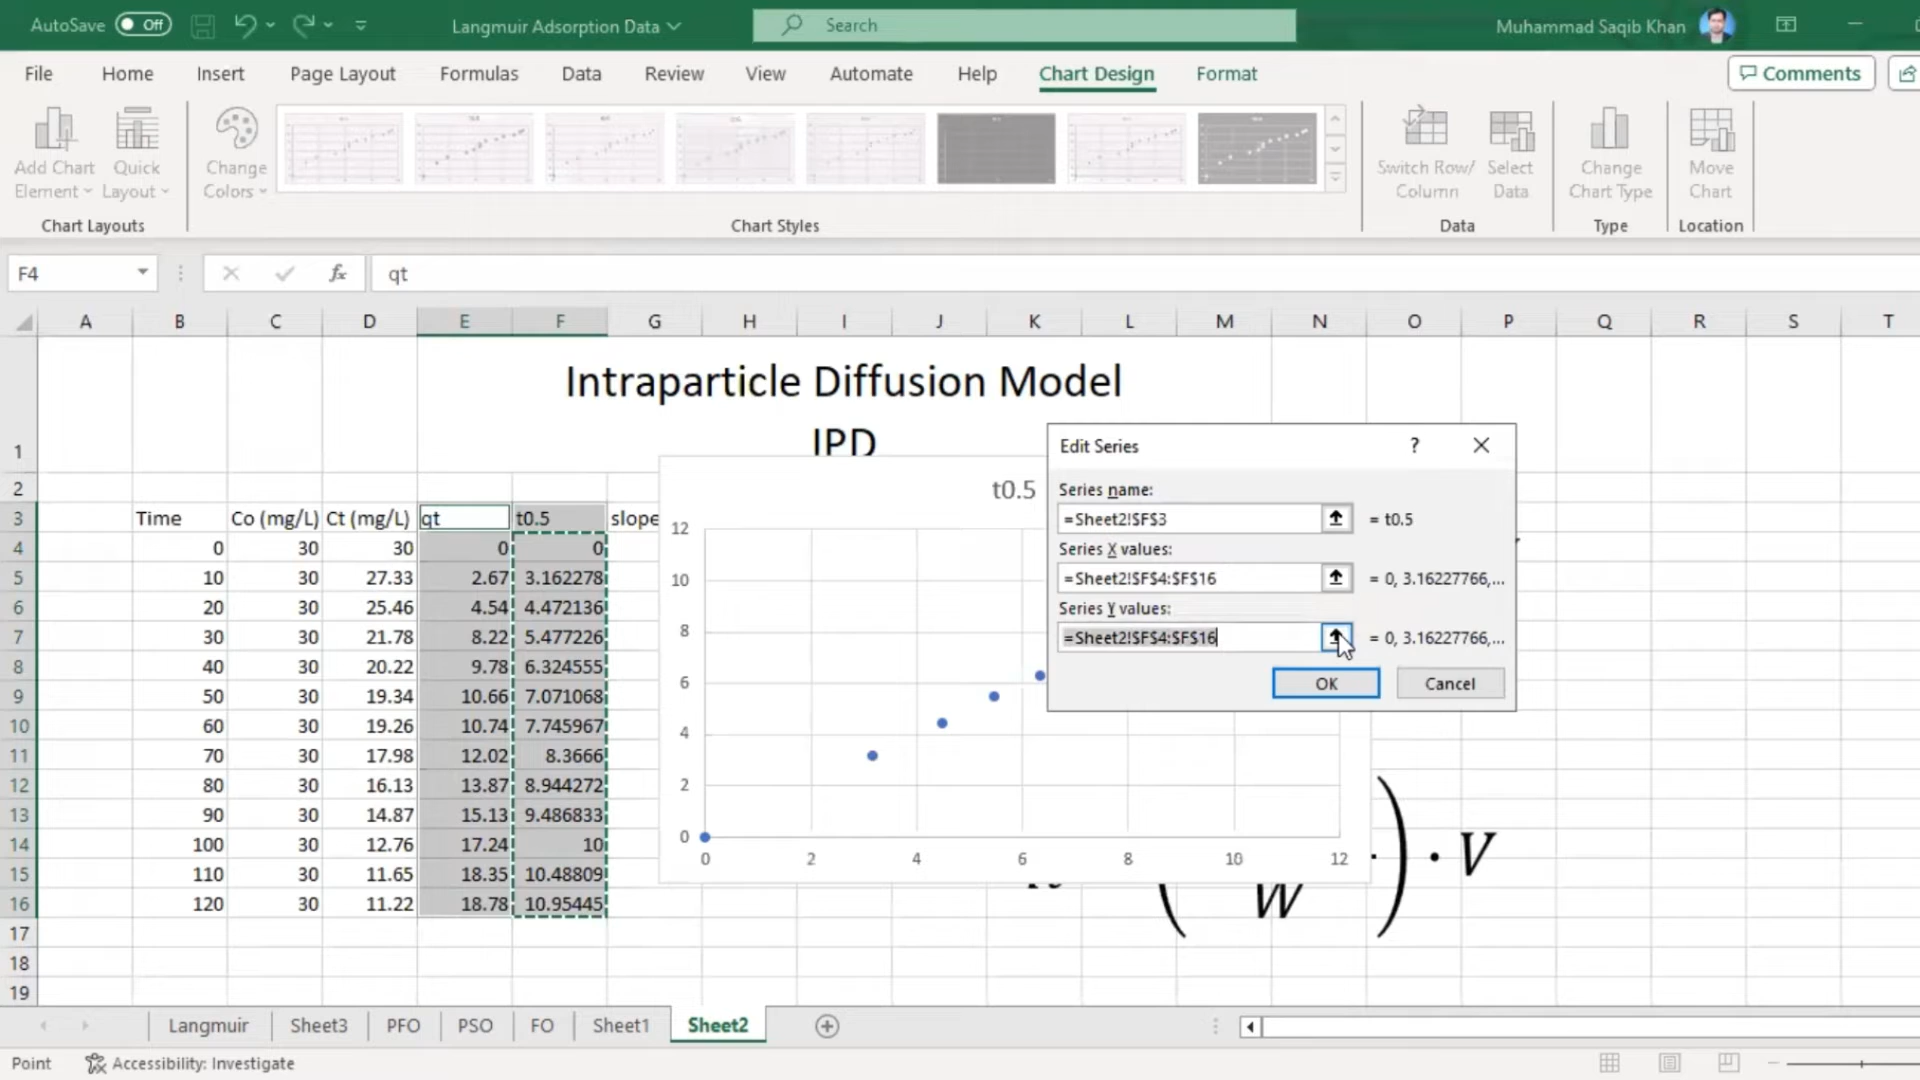 AutoSave Off Langmuir Adsorption Data Search Muhammad Saqib Khan
File Home Insert Page Layout Formulas Data Review View Automate Help Chart Design Format Comments
Add Chart Element
Quick Layout
Change Colors
Switch Row/ Column
Select Data
Change Chart Type
Move Chart
Chart Layouts Chart Styles Data Type Location
F4 fx qt
A B C D E F G H I J K L M N O P Q R S T
Intraparticle Diffusion Model
1 IPD
2
3 Time Co (mg/L) Ct (mg/L) qt t0.5 slope
4 0 30 30 0 0
5 10 30 27.33 2.67 3.162278
6 20 30 25.46 4.54 4.472136
7 30 30 21.78 8.22 5.477226
8 40 30 20.22 9.78 6.324555
9 50 30 19.34 10.66 7.071068
10 60 30 19.26 10.74 7.745967
11 70 30 17.98 12.02 8.3666
12 80 30 16.13 13.87 8.944272
13 90 30 14.87 15.13 9.486833
14 100 30 12.76 17.24 10
15 110 30 11.65 18.35 10.48809
16 120 30 11.22 18.78 10.95445
17
18
19
t0.5
12
10
8
6
4
2
0
0 2 4 6 8 10 12
Edit Series ?
Series name:
=Sheet2!$F$3 = t0.5
Series X values:
=Sheet2!$F$4:$F$16 = 0, 3.16227766,...
Series Y values:
=Sheet2!$F$4:$F$16 = 0, 3.16227766,...
OK Cancel
) · V
W
Langmuir Sheet3 PFO PSO FO Sheet1 Sheet2
Point Accessibility: Investigate